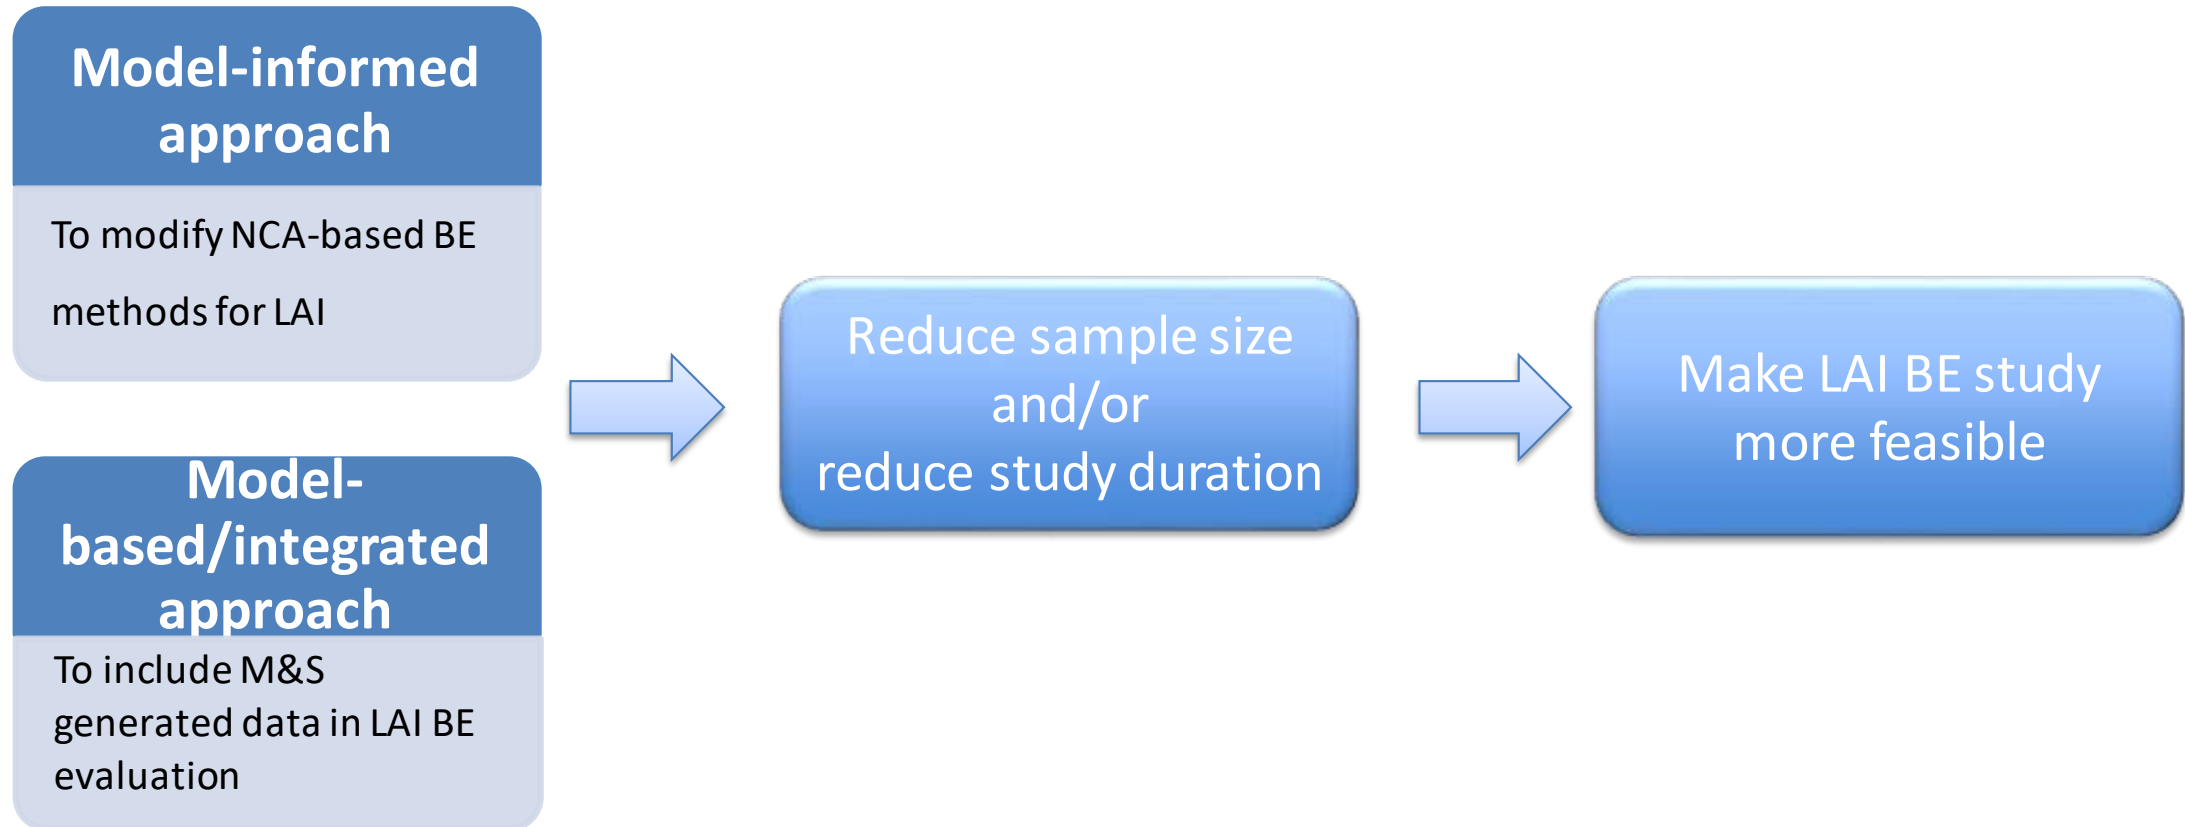 Model-informed
approach
To modify NCA-based BE
methods for LAI
Model-
based/integrated
approach
To include M&S
generated data in LAI BE
evaluation
Reduce sample size
and/or
reduce study duration
Make LAI BE study
more feasible